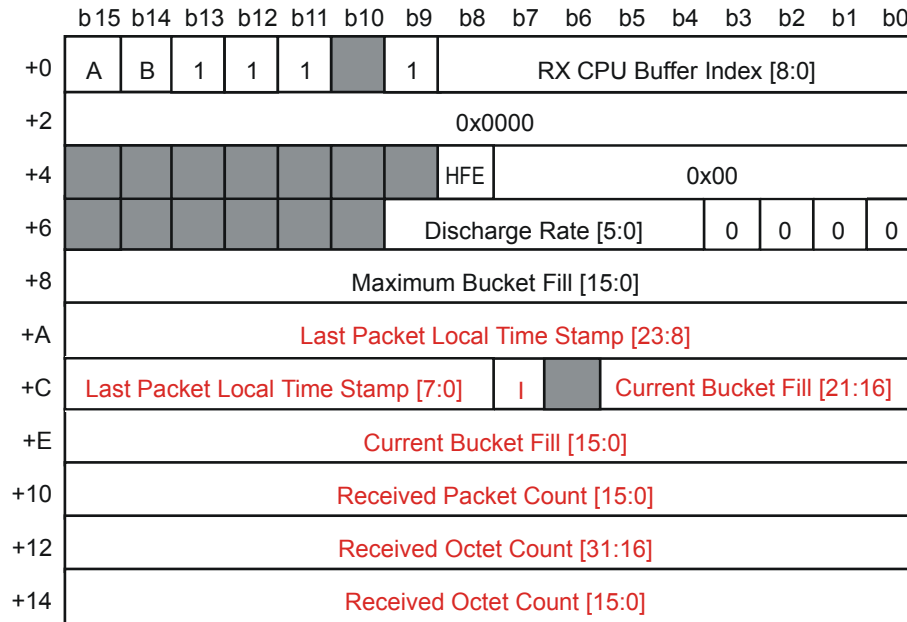 b15 b14 b13 b12 b11 b10 b9 b8 b7 b6 b5 b4 b3 b2 b1 b0
+0 A B 1 1 1 1 RX CPU Buffer Index [8:0]
+2 0x0000
+4 HFE 0x00
+6 Discharge Rate [5:0] 0 0 0 0
+8 Maximum Bucket Fill [15:0]
+A Last Packet Local Time Stamp [23:8]
+C Last Packet Local Time Stamp [7:0] I Current Bucket Fill [21:16]
+E Current Bucket Fill [15:0]
+10 Received Packet Count [15:0]
+12 Received Octet Count [31:16]
+14 Received Octet Count [15:0]